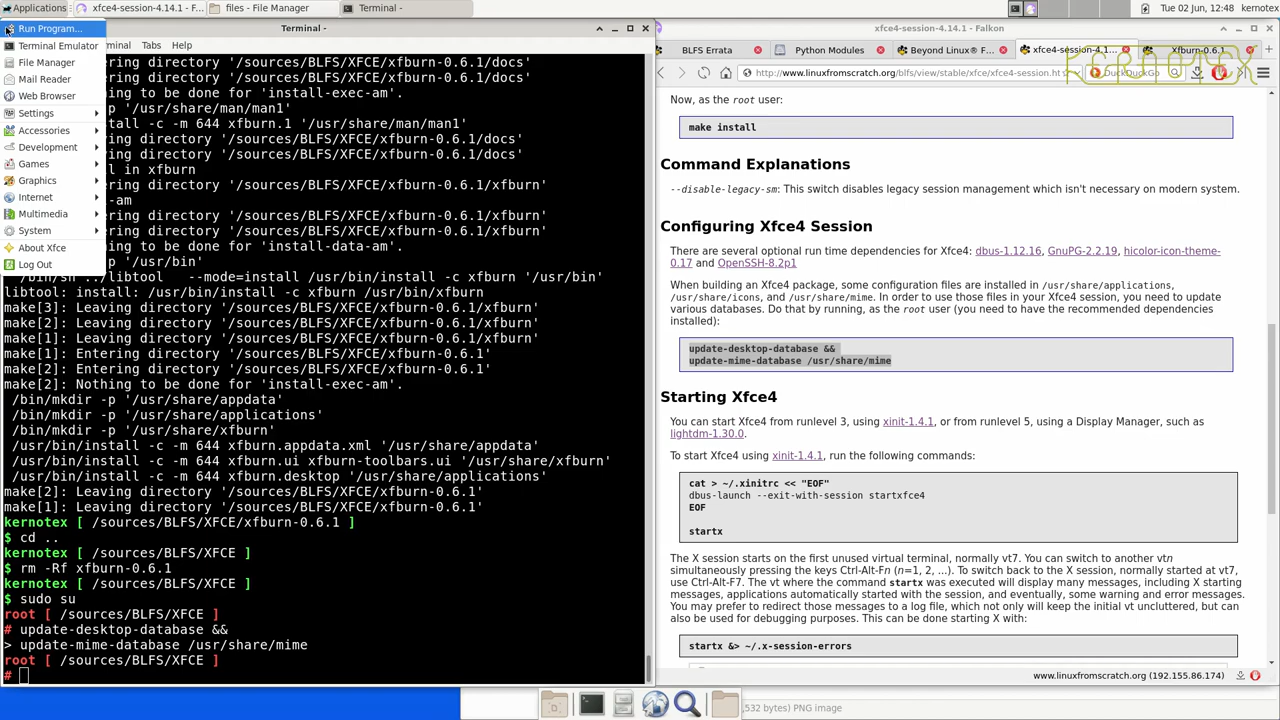 Applications
xfce4-session-4.14.1 - ...
files - File Manager
Terminal -
Tue 02 Jun, 12:48
kernotex
Run Program...
Terminal Emulator
File Manager
Mail Reader
Web Browser
Settings
Accessories
Development
Games
Graphics
Internet
Multimedia
System
About Xfce
Log Out
Terminal -
minal Tabs Help
ering directory '/sources/BLFS/XFCE/xfburn-0.6.1/docs'
ering directory '/sources/BLFS/XFCE/xfburn-0.6.1/docs'
ing to be done for 'install-exec-am'.
p '/usr/share/man/man1'
tall -c -m 644 xfburn.1 '/usr/share/man/man1'
ving directory '/sources/BLFS/XFCE/xfburn-0.6.1/docs'
ving directory '/sources/BLFS/XFCE/xfburn-0.6.1/docs'
ll in xfburn
ering directory '/sources/BLFS/XFCE/xfburn-0.6.1/xfburn'
-am
ering directory '/sources/BLFS/XFCE/xfburn-0.6.1/xfburn'
ering directory '/sources/BLFS/XFCE/xfburn-0.6.1/xfburn'
ing to be done for 'install-data-am'.
p '/usr/bin'
/bin/sh ../libtool --mode=install /usr/bin/install -c xfburn '/usr/bin'
libtool: install: /usr/bin/install -c xfburn /usr/bin/xfburn
make[3]: Leaving directory '/sources/BLFS/XFCE/xfburn-0.6.1/xfburn'
make[2]: Leaving directory '/sources/BLFS/XFCE/xfburn-0.6.1/xfburn'
make[1]: Leaving directory '/sources/BLFS/XFCE/xfburn-0.6.1/xfburn'
make[1]: Entering directory '/sources/BLFS/XFCE/xfburn-0.6.1'
make[2]: Entering directory '/sources/BLFS/XFCE/xfburn-0.6.1'
make[2]: Nothing to be done for 'install-exec-am'.
/bin/mkdir -p '/usr/share/appdata'
/bin/mkdir -p '/usr/share/applications'
/bin/mkdir -p '/usr/share/xfburn'
/usr/bin/install -c -m 644 xfburn.appdata.xml '/usr/share/appdata'
/usr/bin/install -c -m 644 xfburn.ui xfburn-toolbars.ui '/usr/share/xfburn'
/usr/bin/install -c -m 644 xfburn.desktop '/usr/share/applications'
make[2]: Leaving directory '/sources/BLFS/XFCE/xfburn-0.6.1'
make[1]: Leaving directory '/sources/BLFS/XFCE/xfburn-0.6.1'
kernotex [ /sources/BLFS/XFCE/xfburn-0.6.1 ]
$ cd ..
kernotex [ /sources/BLFS/XFCE ]
$ rm -Rf xfburn-0.6.1
kernotex [ /sources/BLFS/XFCE ]
$ sudo su
root [ /sources/BLFS/XFCE ]
# update-desktop-database &&
> update-mime-database /usr/share/mime
root [ /sources/BLFS/XFCE ]
#
xfce4-session-4.14.1 - Falkon
BLFS Errata
Python Modules
Beyond Linux® F...
xfce4-session-4.1...
Xfburn-0.6.1
http://www.linuxfromscratch.org/blfs/view/stable/xfce/xfce4-session.ht
DuckDuckGo
KERNOTEX
Now, as the root user:
make install
Command Explanations
--disable-legacy-sm: This switch disables legacy session management which isn't necessary on modern system.
Configuring Xfce4 Session
There are several optional run time dependencies for Xfce4: dbus-1.12.16, GnuPG-2.2.19, hicolor-icon-theme-
0.17 and OpenSSH-8.2p1
When building an Xfce4 package, some configuration files are installed in /usr/share/applications,
/usr/share/icons, and /usr/share/mime. In order to use those files in your Xfce4 session, you need to update
various databases. Do that by running, as the root user (you need to have the recommended dependencies
installed):
update-desktop-database &&
update-mime-database /usr/share/mime
Starting Xfce4
You can start Xfce4 from runlevel 3, using xinit-1.4.1, or from runlevel 5, using a Display Manager, such as
lightdm-1.30.0.
To start Xfce4 using xinit-1.4.1, run the following commands:
cat > ~/.xinitrc << "EOF"
dbus-launch --exit-with-session startxfce4
EOF
startx
The X session starts on the first unused virtual terminal, normally vt7. You can switch to another vtn
simultaneously pressing the keys Ctrl-Alt-Fn (n=1, 2, ...). To switch back to the X session, normally started at vt7,
use Ctrl-Alt-F7. The vt where the command startx was executed will display many messages, including X starting
messages, applications automatically started with the session, and eventually, some warning and error messages.
You may prefer to redirect those messages to a log file, which not only will keep the initial vt uncluttered, but can
also be used for debugging purposes. This can be done starting X with:
startx &> ~/.x-session-errors
www.linuxfromscratch.org (192.155.86.174)
,532 bytes) PNG image